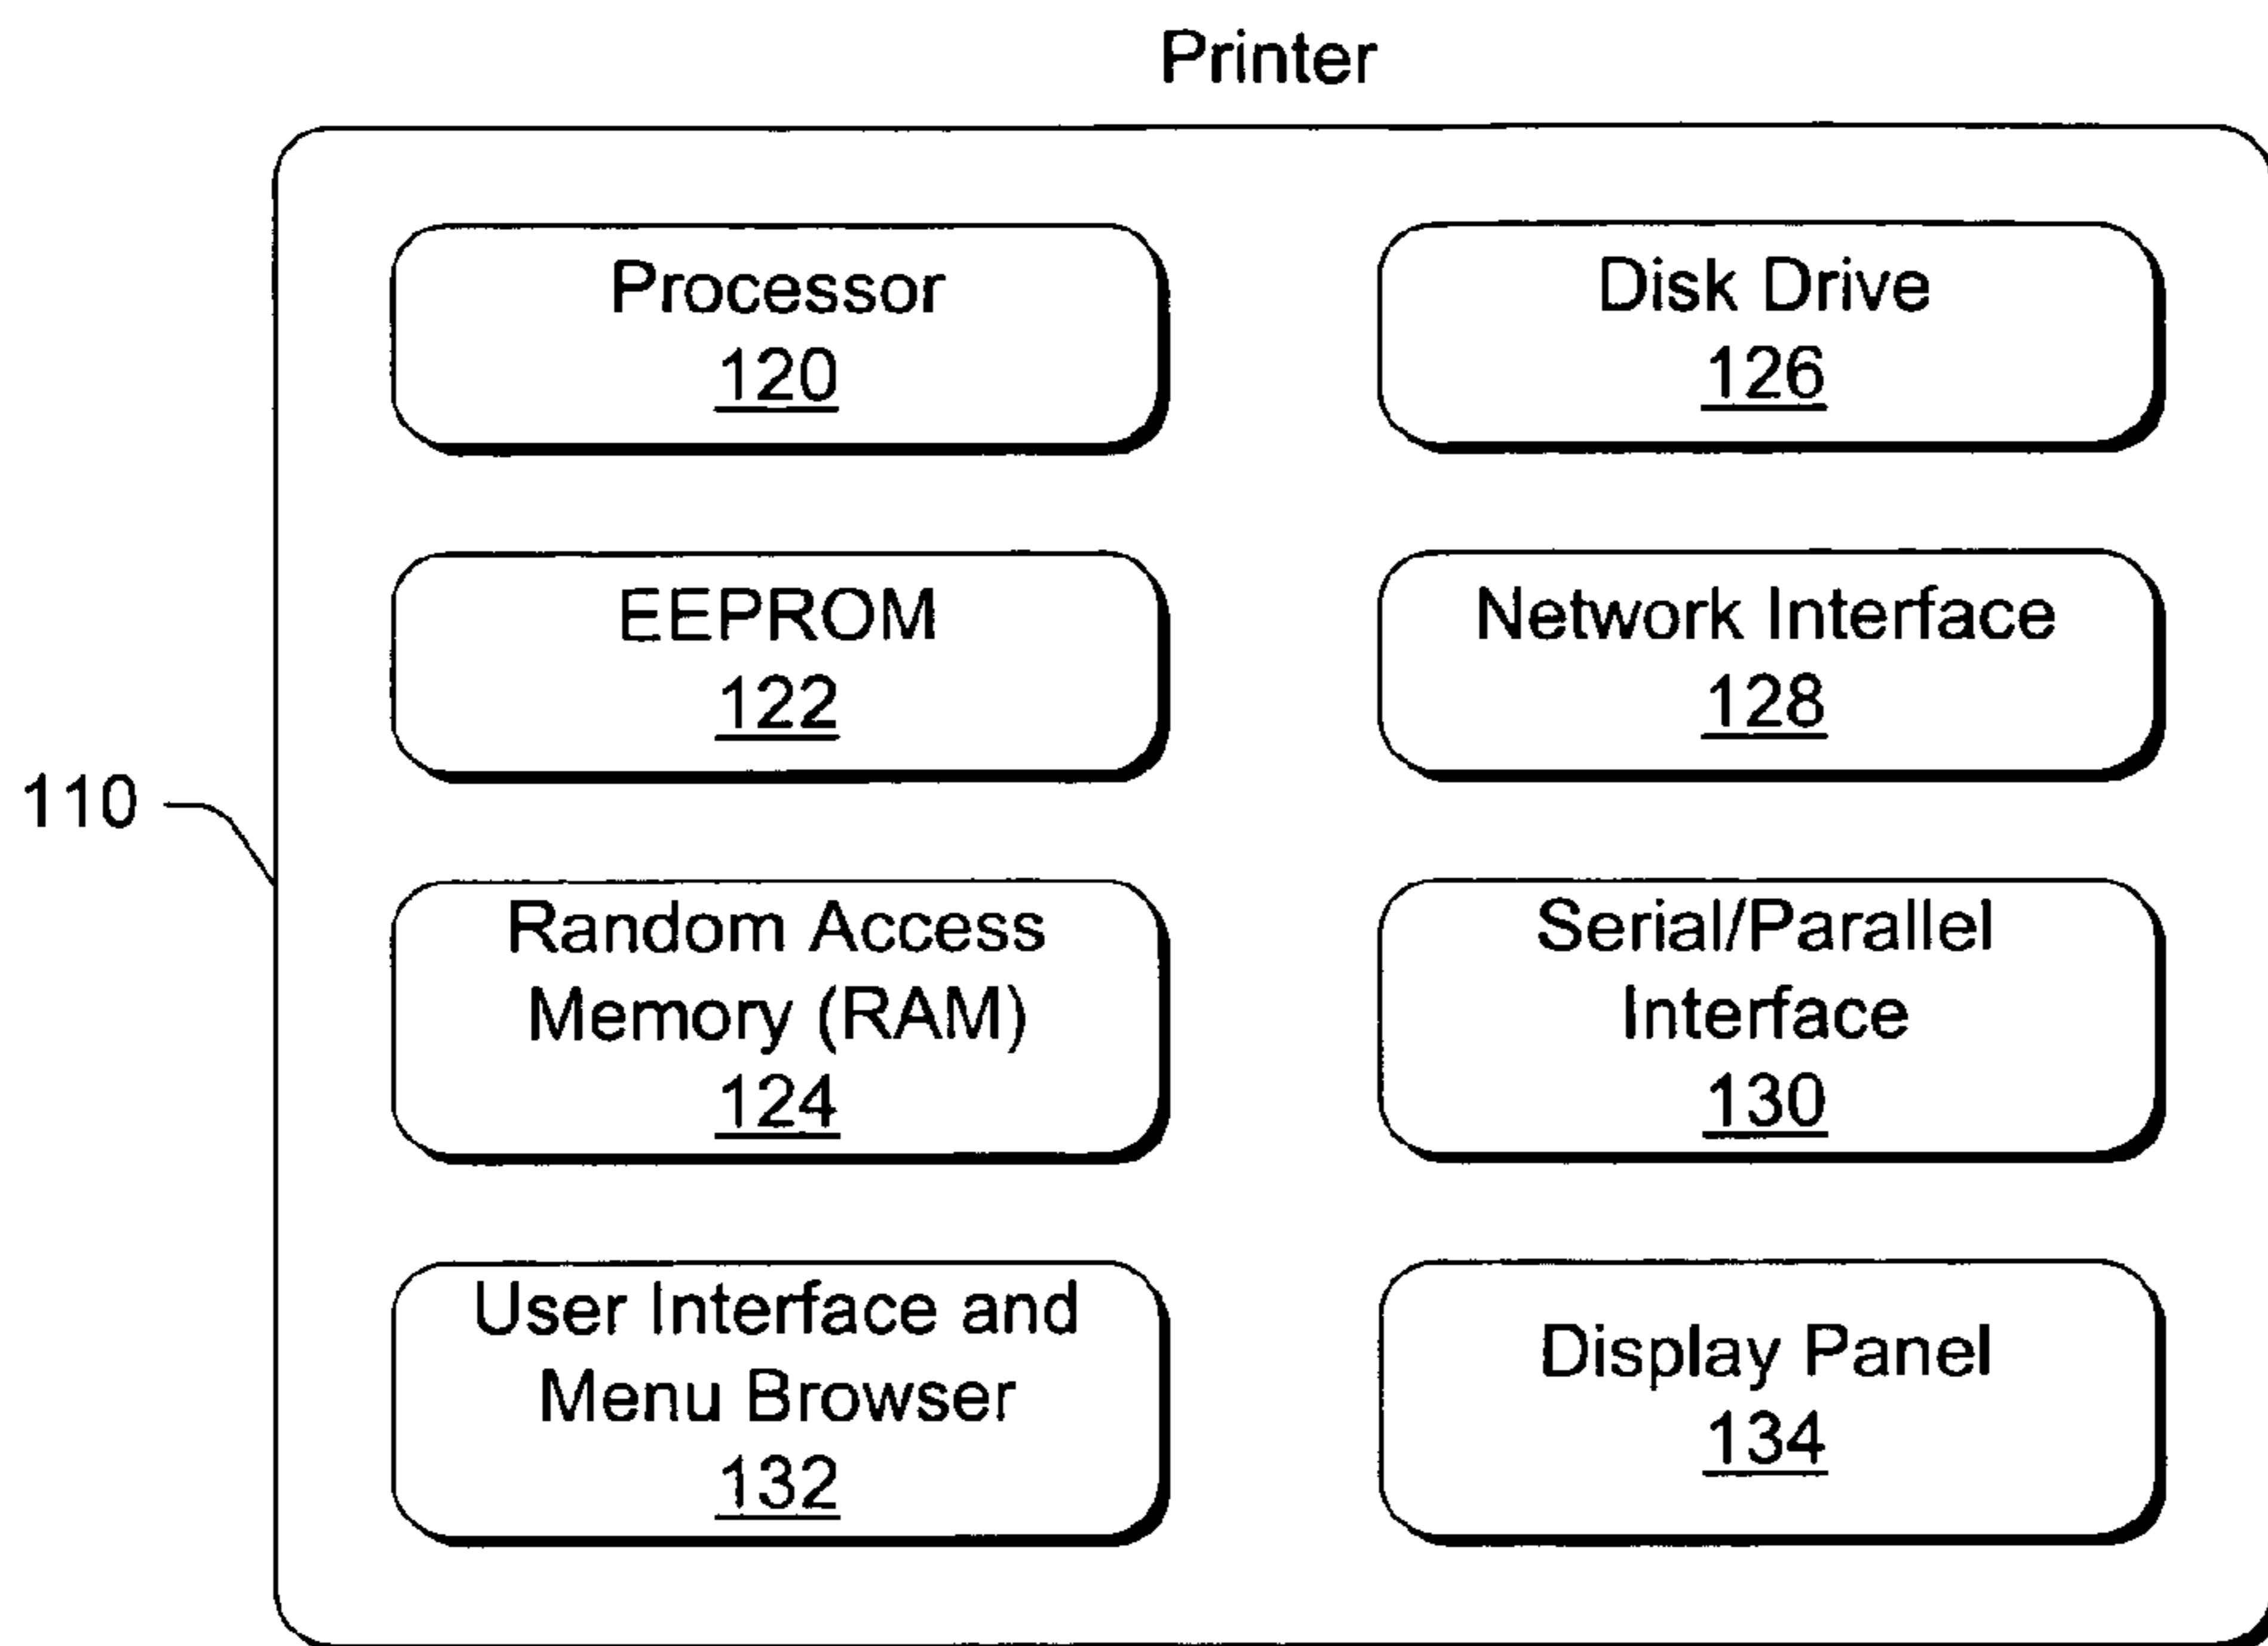 Printer
Processor
120
Disk Drive
126
EEPROM
122
Network Interface
128
110
Random Access
Memory (RAM)
124
Serial/Parallel
Interface
130
User Interface and
Menu Browser
132
Display Panel
134